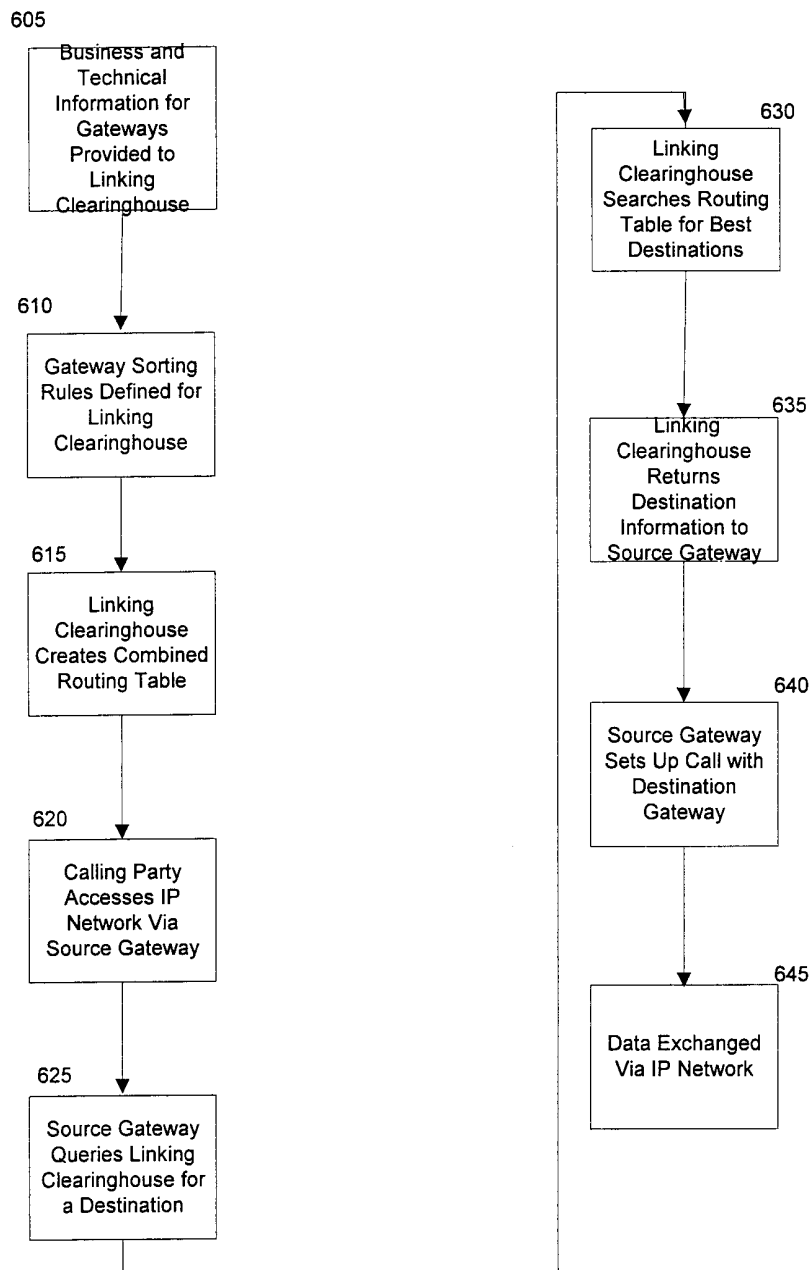 605
Business and
Technical
Information for
Gateways
Provided to
Linking
Clearinghouse
610
Gateway Sorting
Rules Defined for
Linking
Clearinghouse
615
Linking
Clearinghouse
Creates Combined
Routing Table
620
Calling Party
Accesses IP
Network Via
Source Gateway
625
Source Gateway
Queries Linking
Clearinghouse for
a Destination
630
Linking
Clearinghouse
Searches Routing
Table for Best
Destinations
635
Linking
Clearinghouse
Returns
Destination
Information to
Source Gateway
640
Source Gateway
Sets Up Call with
Destination
Gateway
645
Data Exchanged
Via IP Network